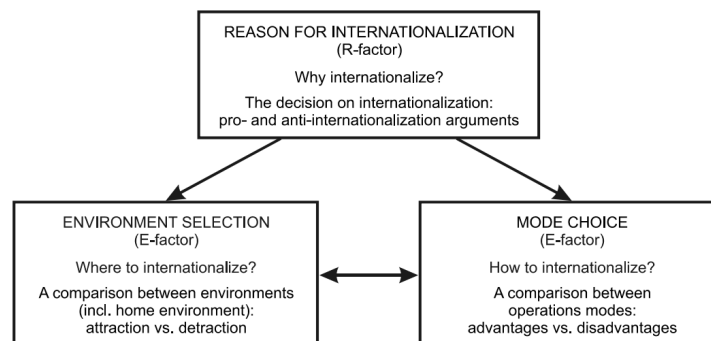 REASON FOR INTERNATIONALIZATION
(R-factor)
Why internationalize?
The decision on internationalization:
pro- and anti-internationalization arguments
ENVIRONMENT SELECTION
(E-factor)
Where to internationalize?
A comparison between environments
(incl. home environment):
attraction vs. detraction
MODE CHOICE
(E-factor)
How to internationalize?
A comparison between
operations modes:
advantages vs. disadvantages